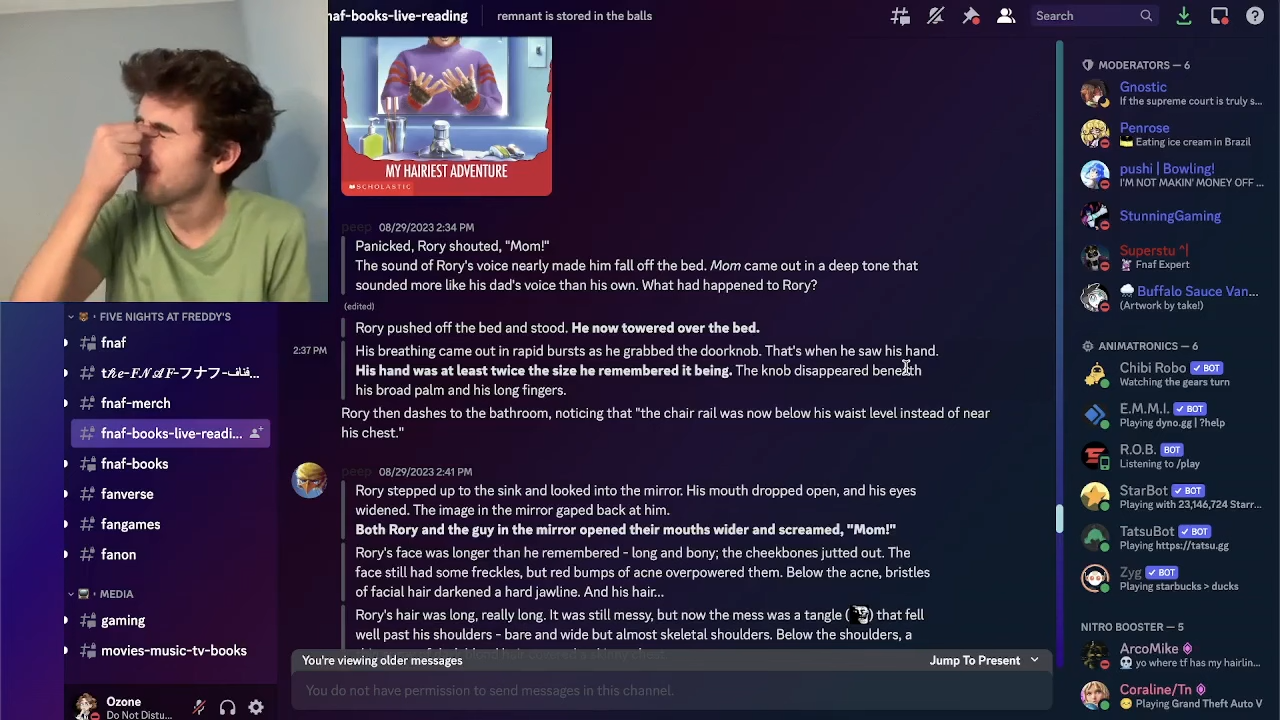 fnaf-books-live-reading
remnant is stored in the balls
Search
MY HAIRIEST ADVENTURE
SCHOLASTIC
peep 08/29/2023 2:34 PM
Panicked, Rory shouted, "Mom!"
The sound of Rory's voice nearly made him fall off the bed. Mom came out in a deep tone that
sounded more like his dad's voice than his own. What had happened to Rory?
(edited)
Rory pushed off the bed and stood. He now towered over the bed.
2:37 PM
His breathing came out in rapid bursts as he grabbed the doorknob. That's when he saw his hand.
His hand was at least twice the size he remembered it being. The knob disappeared beneath
his broad palm and his long fingers.
Rory then dashes to the bathroom, noticing that "the chair rail was now below his waist level instead of near
his chest."
peep 08/29/2023 2:41 PM
Rory stepped up to the sink and looked into the mirror. His mouth dropped open, and his eyes
widened. The image in the mirror gaped back at him.
Both Rory and the guy in the mirror opened their mouths wider and screamed, "Mom!"
Rory's face was longer than he remembered - long and bony; the cheekbones jutted out. The
face still had some freckles, but red bumps of acne overpowered them. Below the acne, bristles
of facial hair darkened a hard jawline. And his hair...
Rory's hair was long, really long. It was still messy, but now the mess was a tangle ( ) that fell
well past his shoulders - bare and wide but almost skeletal shoulders. Below the shoulders, a
You're viewing older messages
Jump To Present
You do not have permission to send messages in this channel.
FIVE NIGHTS AT FREDDY'S
fnaf
the-FNAF-フナフ-فناف...
fnaf-merch
fnaf-books-live-readi...
fnaf-books
fanverse
fangames
fanon
MEDIA
gaming
movies-music-tv-books
Ozone
Do Not Distu...
MODERATORS — 6
Gnostic
If the supreme court is truly s...
Penrose
Eating ice cream in Brazil
pushi | Bowling!
I'M NOT MAKIN' MONEY OFF ...
StunningGaming
Superstu ^|
Fnaf Expert
Buffalo Sauce Van...
(Artwork by take!)
ANIMATRONICS — 6
Chibi Robo BOT
Watching the gears turn
E.M.M.I. BOT
Playing dyno.gg | ?help
R.O.B. BOT
Listening to /play
StarBot BOT
Playing with 23,146,724 Starr...
TatsuBot BOT
Playing https://tatsu.gg
Zyg BOT
Playing starbucks > ducks
NITRO BOOSTER — 5
ArcoMike
yo where tf has my hairlin...
Coraline/Tn
Playing Grand Theft Auto V